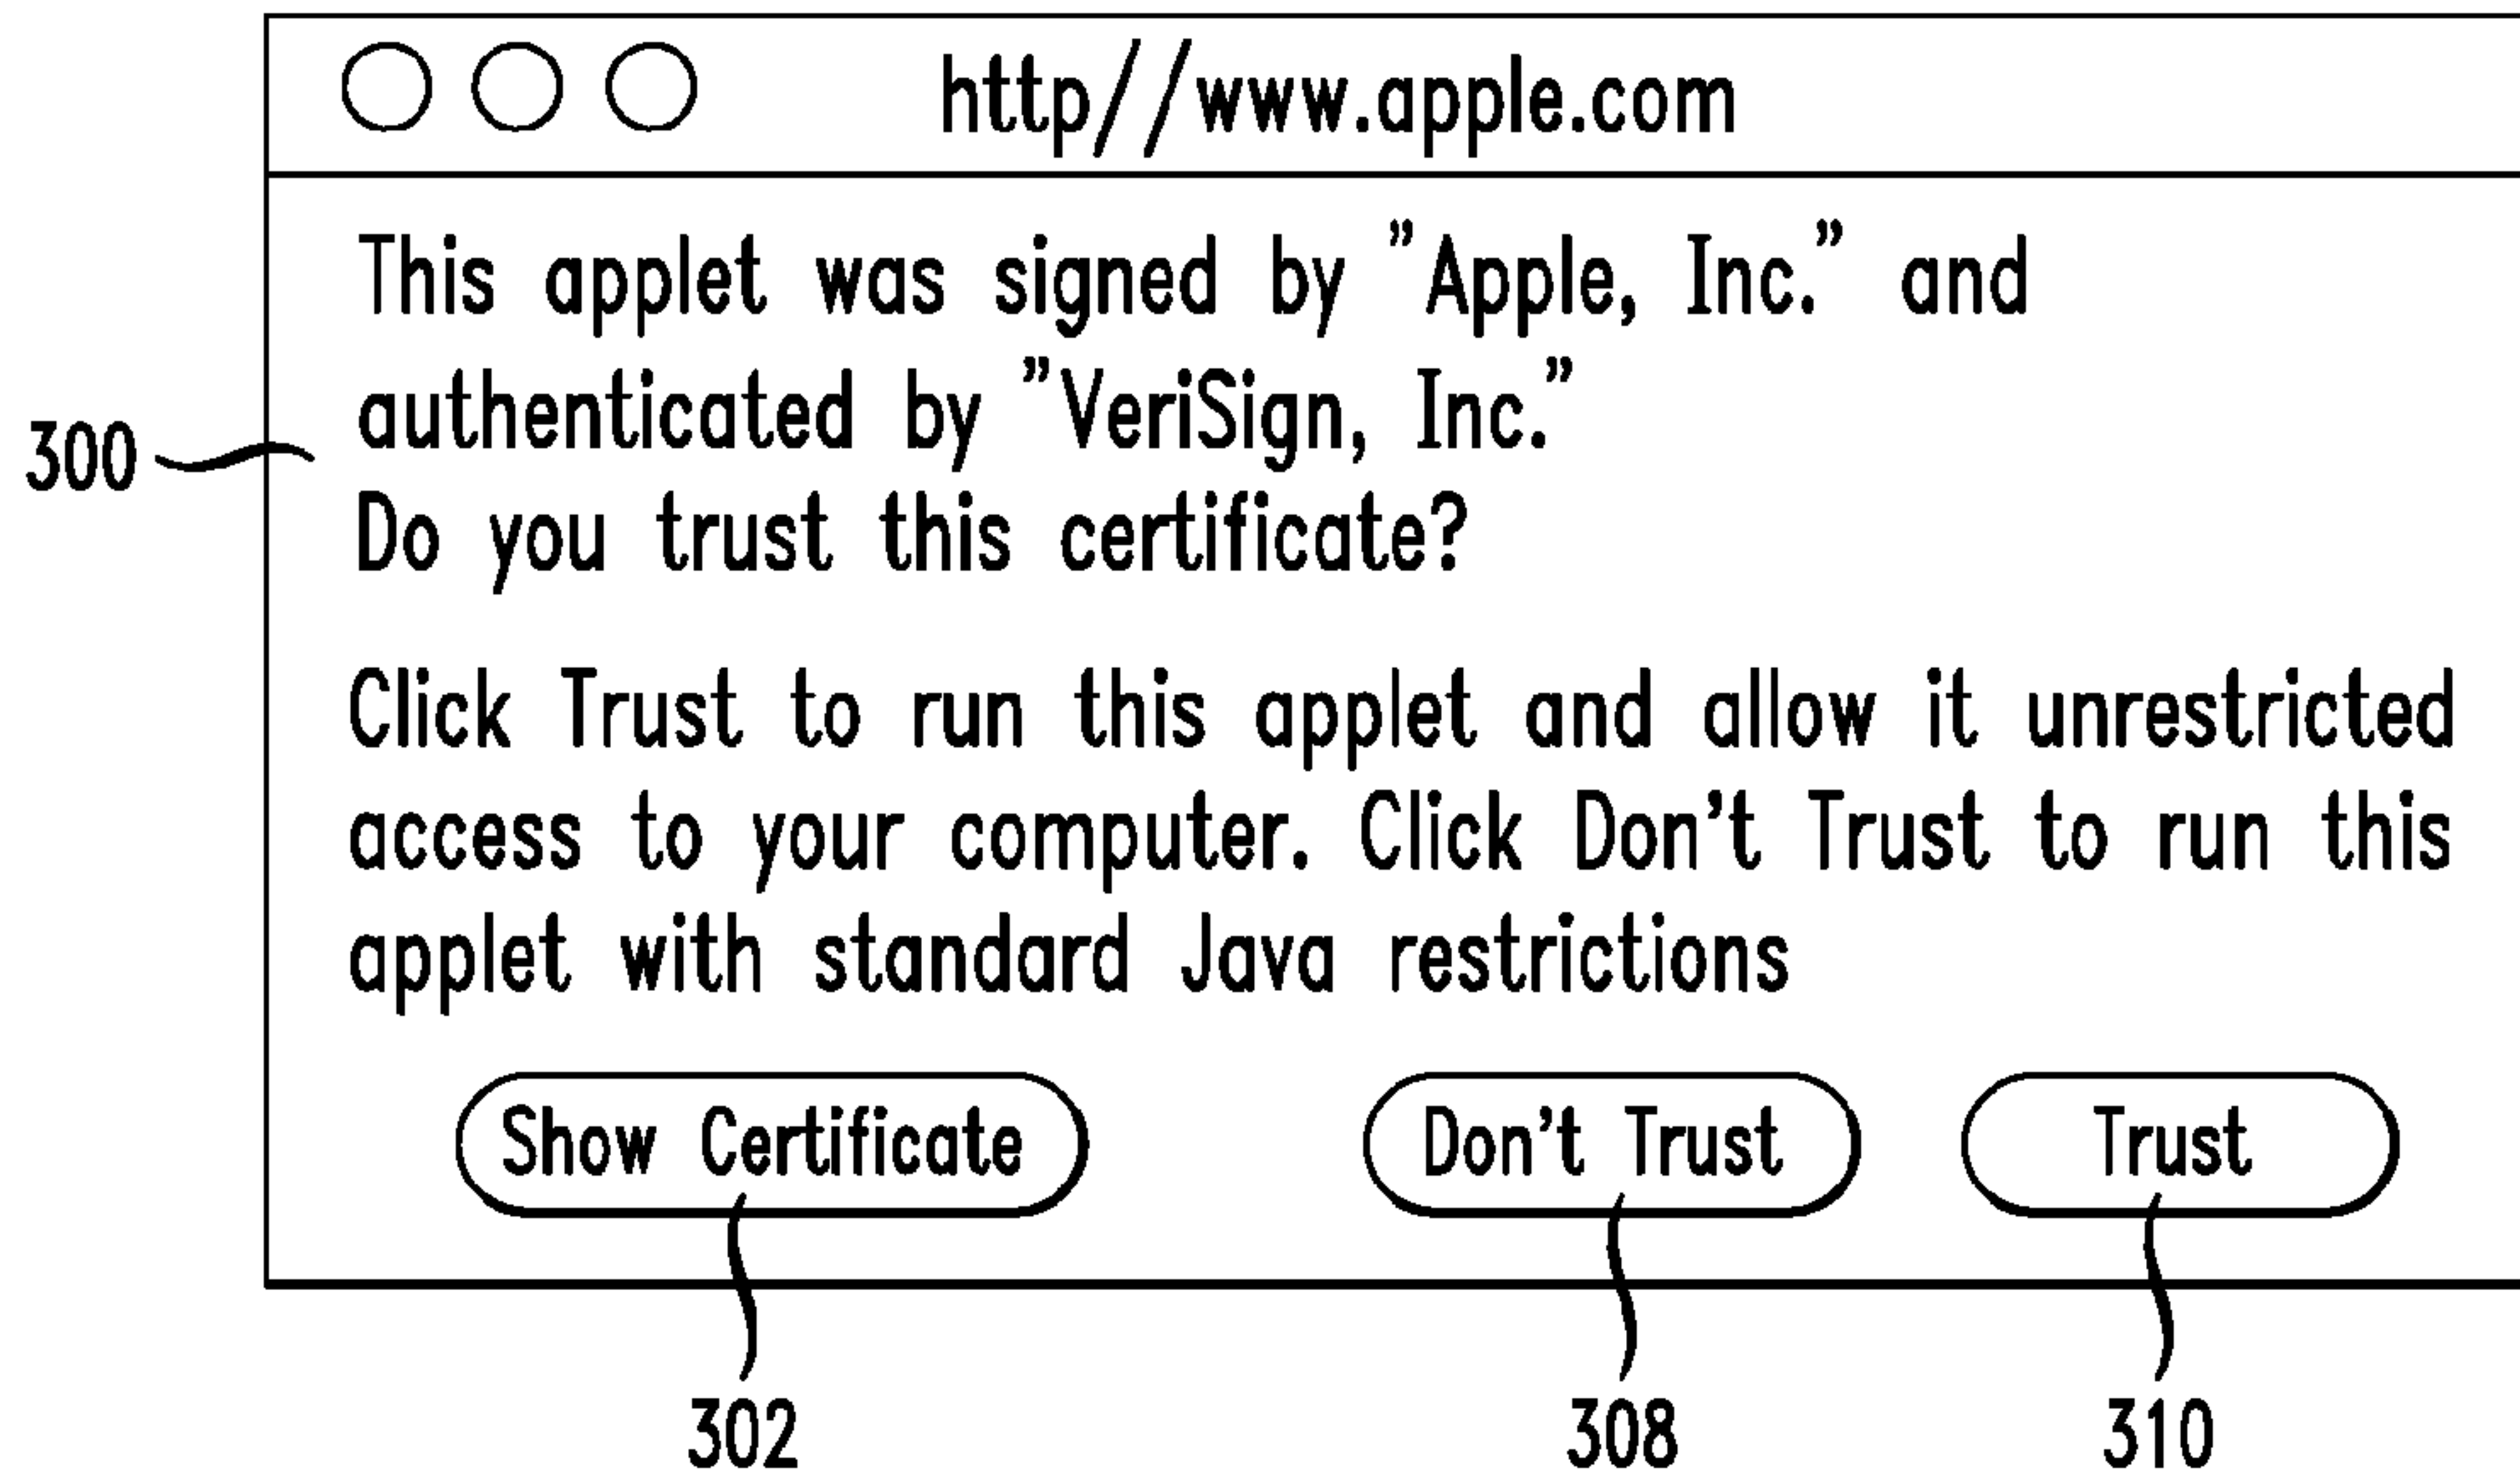 http//www.apple.com
This applet was signed by "Apple, Inc." and
authenticated by "VeriSign, Inc."
300
Do you trust this certificate?
Click Trust to run this applet and allow it unrestricted
access to your computer. Click Don't Trust to run this
applet with standard Java restrictions
Show Certificate Don't Trust Trust
302 308 310